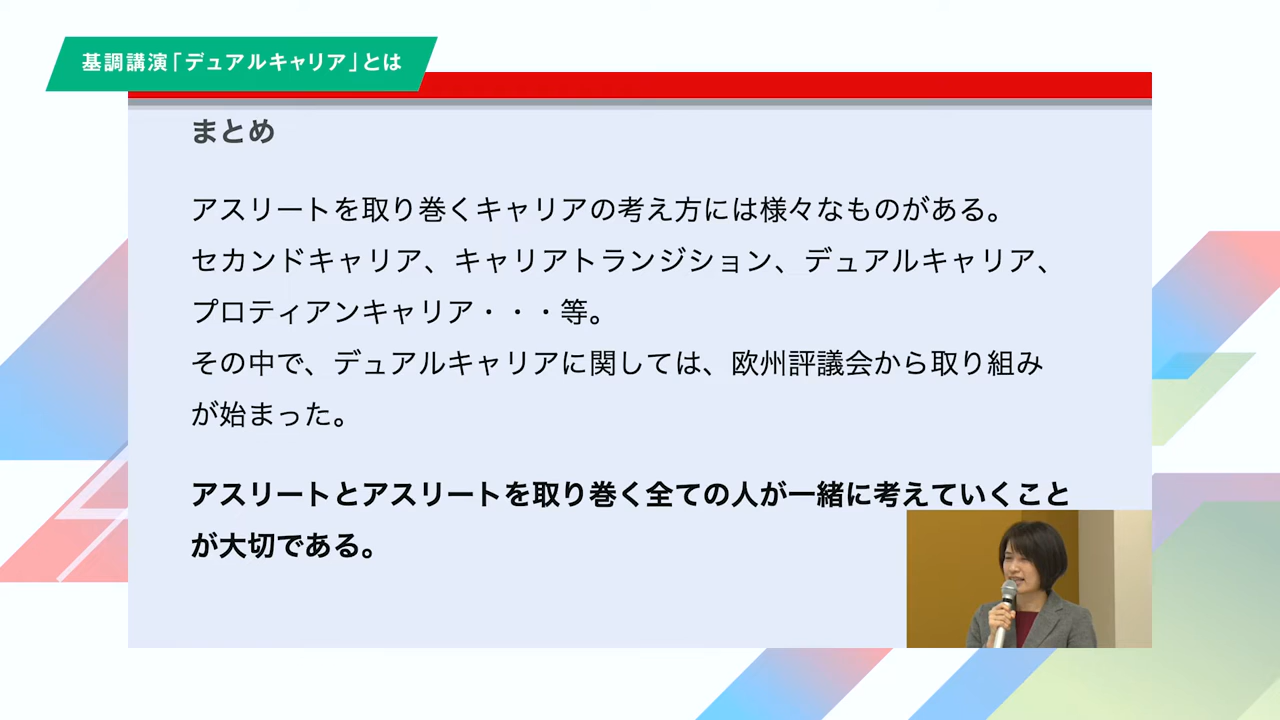 基調講演「デュアルキャリア」とは
まとめ
アスリートを取り巻くキャリアの考え方には様々なものがある。
セカンドキャリア、キャリアトランジション、デュアルキャリア、
プロティアンキャリア・・・等。
その中で、デュアルキャリアに関しては、欧州評議会から取り組み
が始まった。
アスリートとアスリートを取り巻く全ての人が一緒に考えていくこと
が大切である。